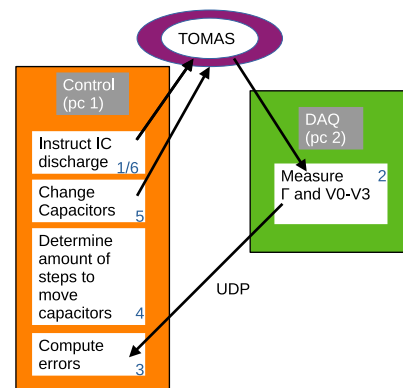 TOMAS
Control
(pc 1)
Instruct IC
discharge
1/6
Change
Capacitors
5
Determine
amount of
steps to
move
capacitors
4
Compute
errors
3
DAQ
(pc 2)
Measure 2
Γ and V0-V3
UDP